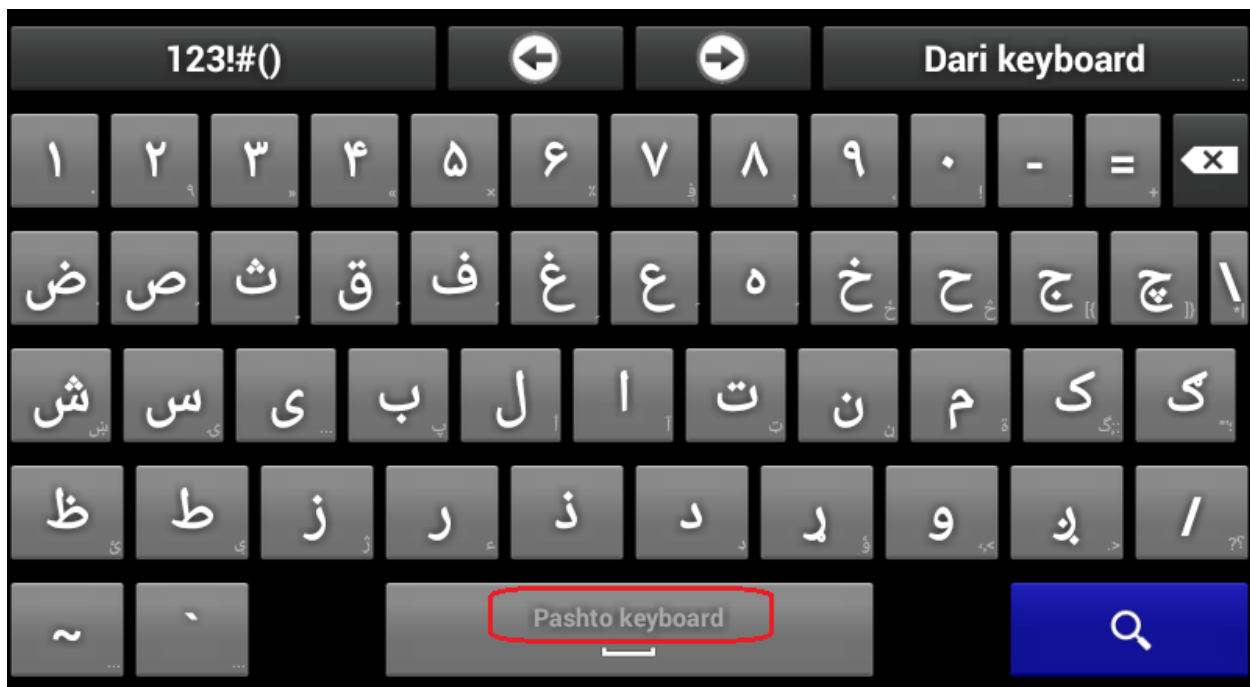 123!#() Dari keyboard ...
۱ ۲ ۳ ۴ ۵ ۶ ۷ ۸ ۹ ۰ - =
ض ص ث ق ف غ ع ه خ ح ج چ \
ش س ی ب ل ا ت ن م ک ګ
ظ ط ز ر ذ د ړ و ږ /
~ ` Pashto keyboard